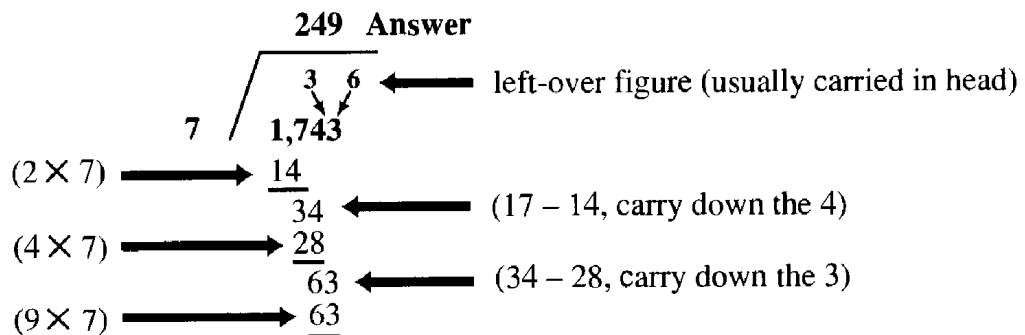 249 Answer
3 6 left-over figure (usually carried in head)
7 1,743
(2 × 7) 14
34 (17 – 14, carry down the 4)
(4 × 7) 28
63 (34 – 28, carry down the 3)
(9 × 7) 63